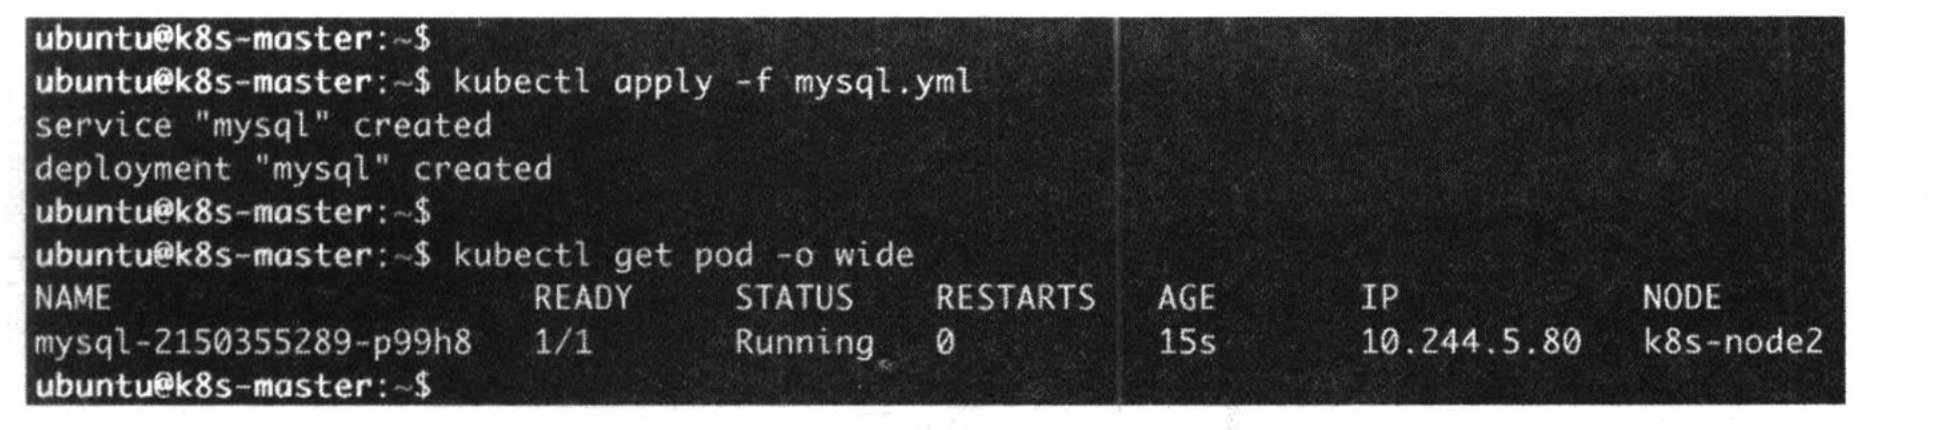 ubuntu@k8s-master:~$
ubuntu@k8s-master:~$ kubectl apply -f mysql.yml
service "mysql" created
deployment "mysql" created
ubuntu@k8s-master:~$
ubuntu@k8s-master:~$ kubectl get pod -o wide
NAME READY STATUS RESTARTS AGE IP NODE
mysql-2150355289-p99h8 1/1 Running 0 15s 10.244.5.80 k8s-node2
ubuntu@k8s-master:~$